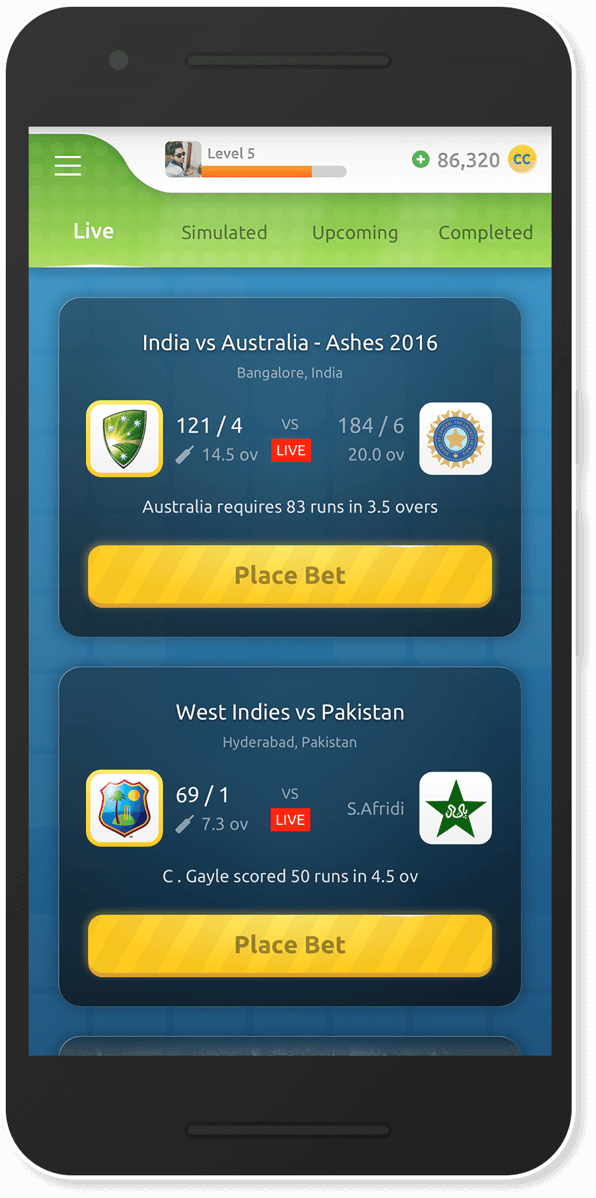 Level 5
86,320 CC
Live Simulated Upcoming Completed
India vs Australia - Ashes 2016
Bangalore, India
121 / 4 VS 184 / 6
14.5 ov LIVE 20.0 ov
Australia requires 83 runs in 3.5 overs
Place Bet
West Indies vs Pakistan
Hyderabad, Pakistan
69 / 1 VS
7.3 ov LIVE S.Afridi
C . Gayle scored 50 runs in 4.5 ov
Place Bet